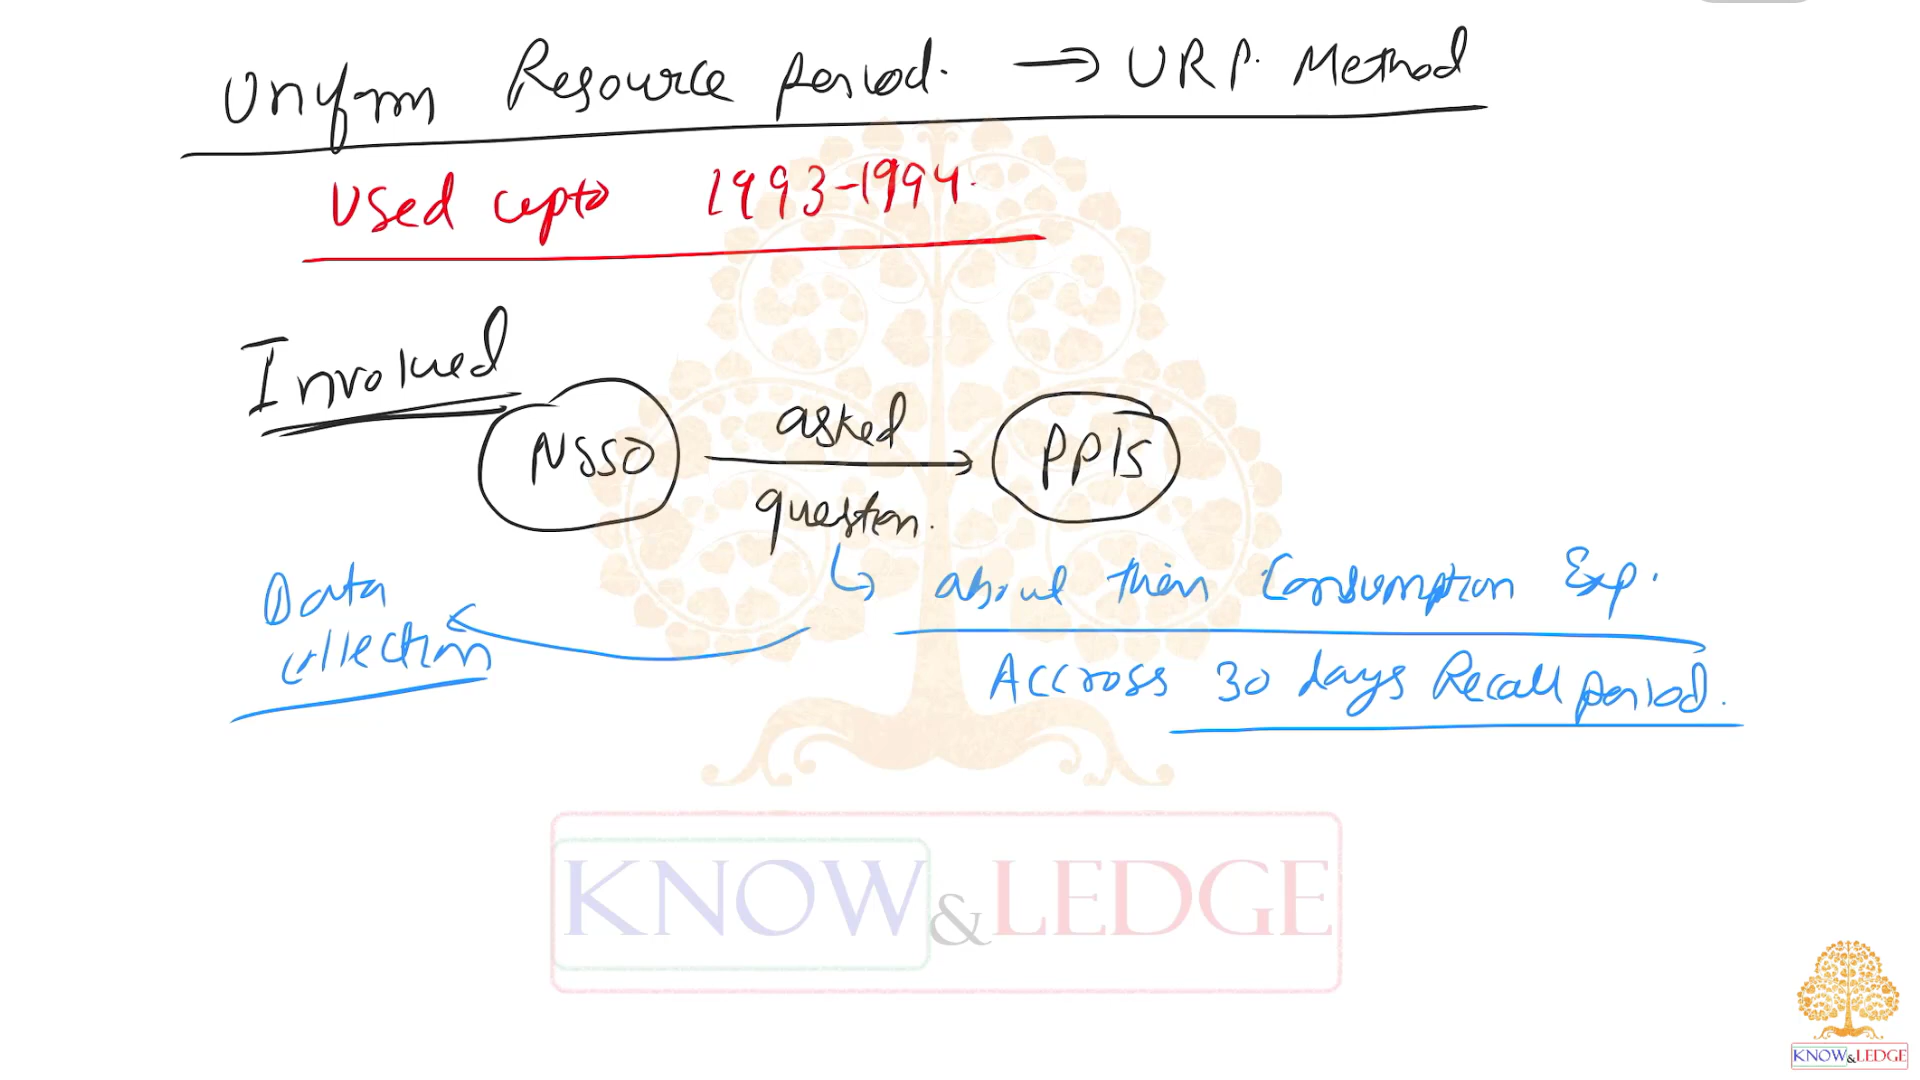 Uniform Resource Period. → URP. Method
Used upto 1993-1994.
Involved
NSSO asked question. PPls
↳ about their Consumption Exp.
Accross 30 days Recall period.
Data
collection
KNOW&LEDGE
KNOW&LEDGE